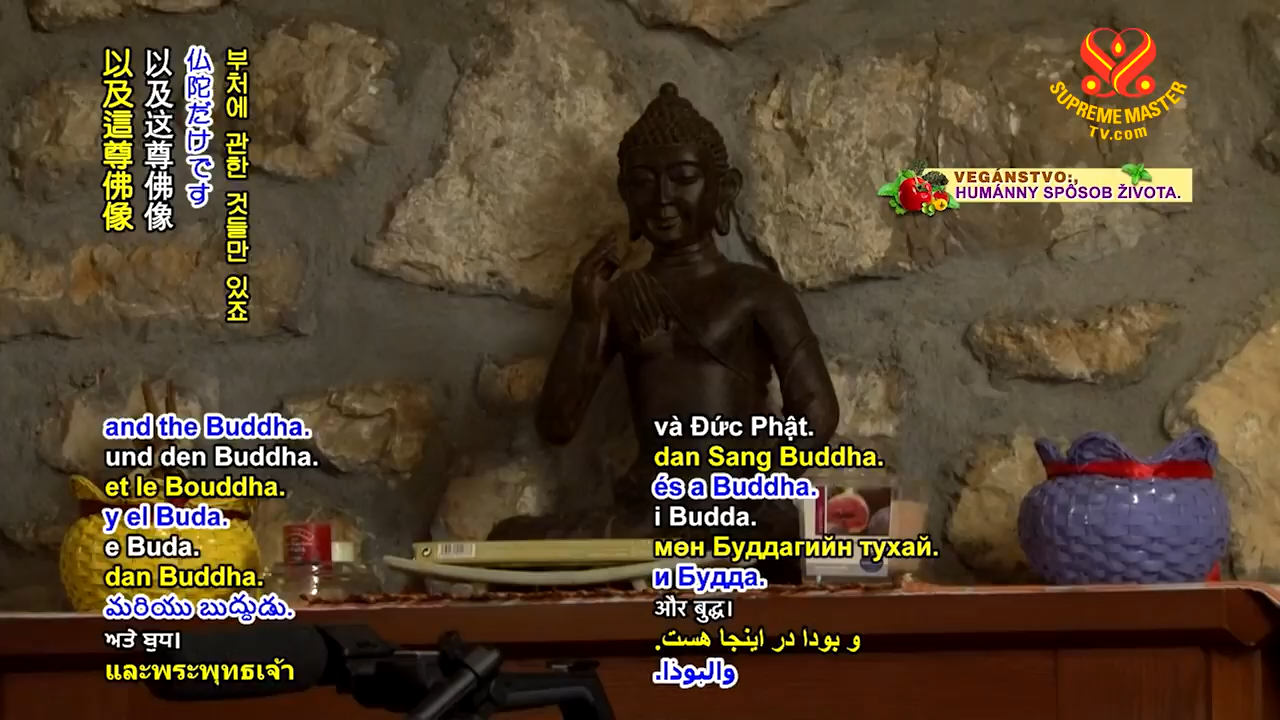 以及這尊佛像
以及这尊佛像
仏陀だけです
부처에 관한 것들만 있죠
SUPREME MASTER
TV.com
VEGÁNSTVO:,
HUMÁNNY SPÔSOB ŽIVOTA.
and the Buddha.
und den Buddha.
et le Bouddha.
y el Buda.
e Buda.
dan Buddha.
మరియు బుద్ధుడు.
ਅਤੇ ਬੁਧ।
และพระพุทธเจ้า
và Đức Phật.
dan Sang Buddha.
és a Buddha.
i Budda.
мөн Буддагийн тухай.
и Будда.
और बुद्ध।
و بودا در اینجا هست.
والبوذا.